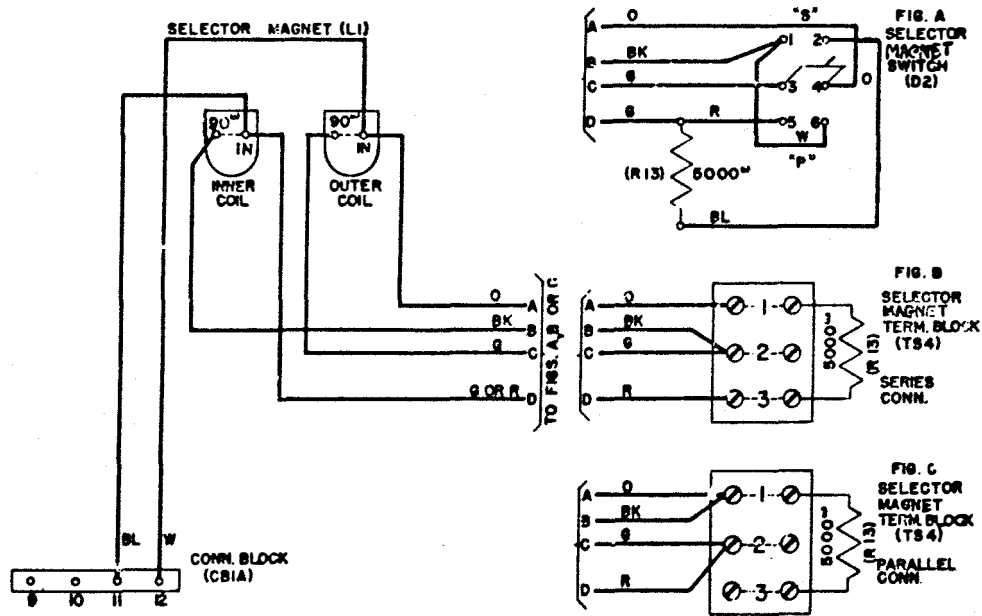 SELECTOR MAGNET (L1)
90ω
IN
INNER
COIL
90ω
IN
OUTER
COIL
O
A
BK
B
G
C
G OR R
D
TO FIGS. A,B OR C
BL
W
CONN. BLOCK
(CB1A)
9 10 11 12
FIG. A
SELECTOR
MAGNET
SWITCH
(D2)
A
O
"S"
B
BK
1 2
C
G
3 4
O
D
G
R
5 6
W
"P"
(R13)
5000ω
BL
FIG. B
SELECTOR
MAGNET
TERM. BLOCK
(TS4)
SERIES
CONN.
A
O
1
B
BK
C
G
2
D
R
3
5000ω
(R13)
FIG. C
SELECTOR
MAGNET
TERM. BLOCK
(TS4)
PARALLEL
CONN.
A
O
1
B
BK
C
G
2
D
R
3
5000ω
(R13)